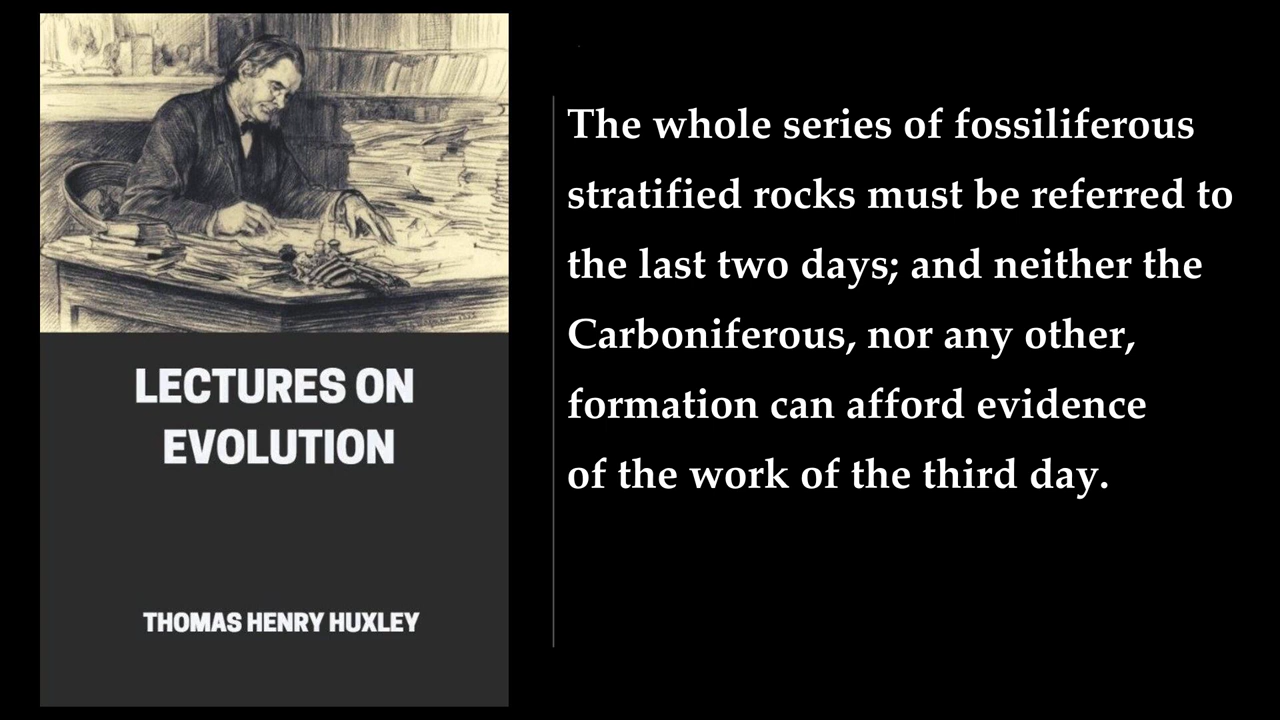 LECTURES ON
EVOLUTION
THOMAS HENRY HUXLEY
The whole series of fossiliferous
stratified rocks must be referred to
the last two days; and neither the
Carboniferous, nor any other,
formation can afford evidence
of the work of the third day.